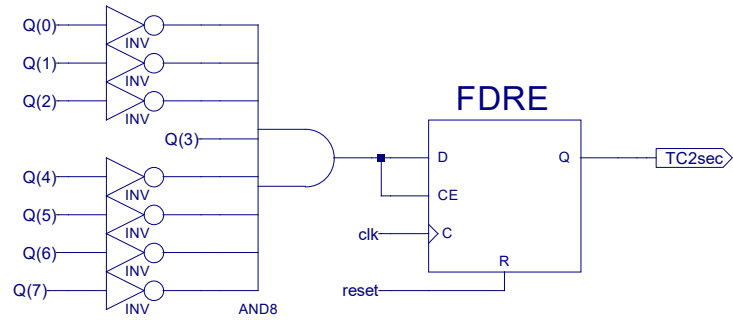 Q(0)
INV
Q(1)
INV
Q(2)
INV
Q(3)
Q(4)
INV
Q(5)
INV
Q(6)
INV
Q(7)
INV
AND8
FDRE
D
Q
CE
clk
C
R
reset
TC2sec